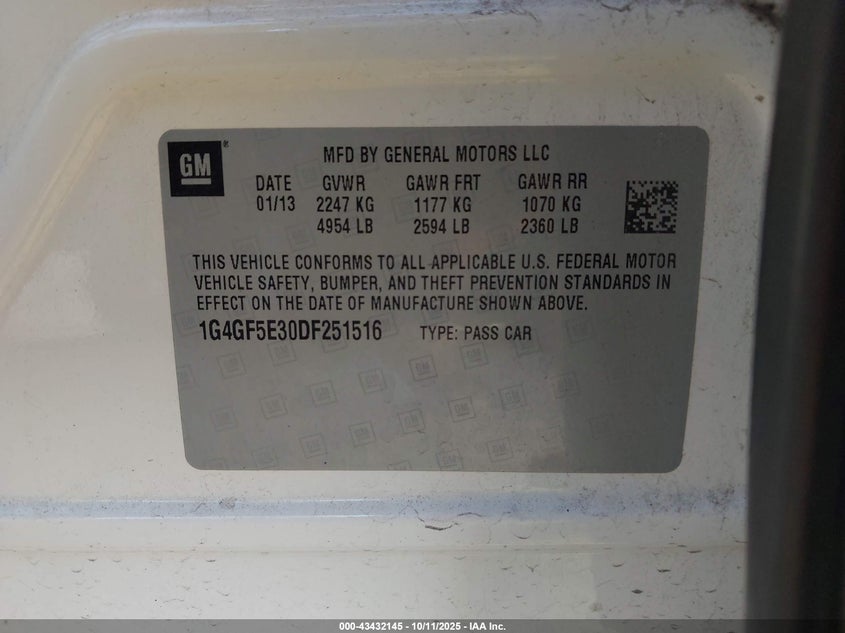 GM ®
MFD BY GENERAL MOTORS LLC
DATE GVWR GAWR FRT GAWR RR
01/13 2247 KG 1177 KG 1070 KG
4954 LB 2594 LB 2360 LB
THIS VEHICLE CONFORMS TO ALL APPLICABLE U.S. FEDERAL MOTOR
VEHICLE SAFETY, BUMPER, AND THEFT PREVENTION STANDARDS IN
EFFECT ON THE DATE OF MANUFACTURE SHOWN ABOVE.
1G4GF5E30DF251516 TYPE: PASS CAR
000-43432145 - 10/11/2025 - IAA Inc.